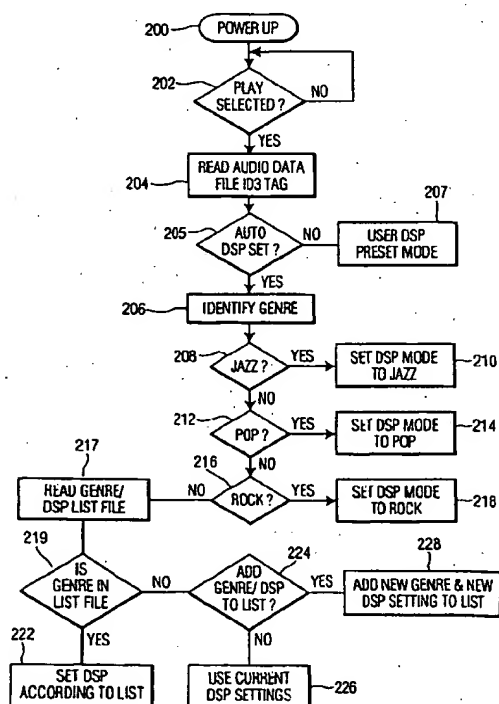 200
POWER UP
202
PLAY
SELECTED ?
NO
YES
204
READ AUDIO DATA
FILE ID3 TAG
205
AUTO
DSP SET ?
NO
207
USER DSP
PRESET MODE
YES
206
IDENTIFY GENRE
208
JAZZ ?
YES
SET DSP MODE
TO JAZZ
210
NO
212
POP ?
YES
SET DSP MODE
TO POP
214
NO
216
ROCK ?
YES
SET DSP MODE
TO ROCK
218
NO
217
READ GENRE/
DSP LIST FILE
219
IS
GENRE IN
LIST FILE
NO
224
ADD
GENRE/ DSP
TO LIST ?
YES
228
ADD NEW GENRE & NEW
DSP SETTING TO LIST
YES
222
SET DSP
ACCORDING TO LIST
NO
USE CURRENT
DSP SETTINGS
226